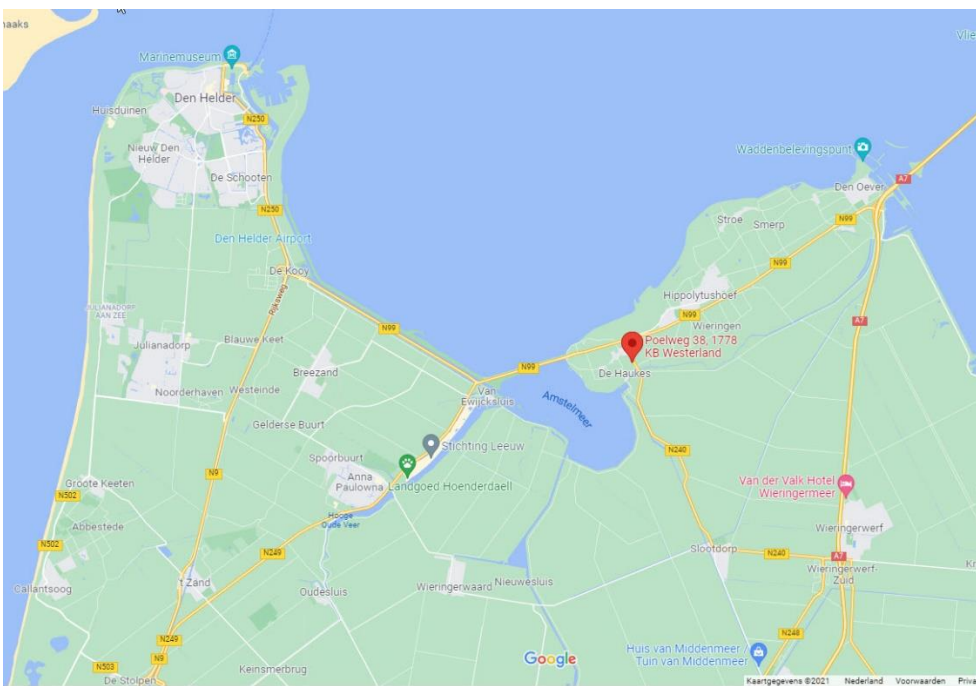 Marinemuseum
Den Helder
Huisduinen
N250
Nieuw Den
Helder
De Schooten
N250
Den Helder Airport
De Kooy
Rijksweg
JULIANADORP
AAN ZEE
Julianadorp
Blauwe Keet
N99
Breezand
Noorderhaven
Westeinde
Gelderse Buurt
Van
Ewijcksluis
N99
Amstelmeer
Spoorbuurt
Stichting Leeuw
Anna
Paulowna
Landgoed Hoenderdaell
N9
Groote Keeten
N502
Abbestede
Hooge
Oude Veer
N502
N249
Callantsoog
't Zand
Oudesluis
Wieringerwaard
Nieuwesluis
N249
N9
N503
De Stolpen
Keinsmerbrug
Waddenbelevingspunt
A7
Den Oever
Stroe
Smerp
N99
N99
Hippolytushoef
N99
Wieringen
A7
Poelweg 38, 1778
KB Westerland
De Haukes
N240
Van der Valk Hotel
Wieringermeer
Wieringerwerf
Slootdorp
N240
A7
Wieringerwerf-
Zuid
N248
Huis van Middenmeer /
Tuin van Middenmeer
Google
Kaartgegevens ©2021 Nederland Voorwaarden